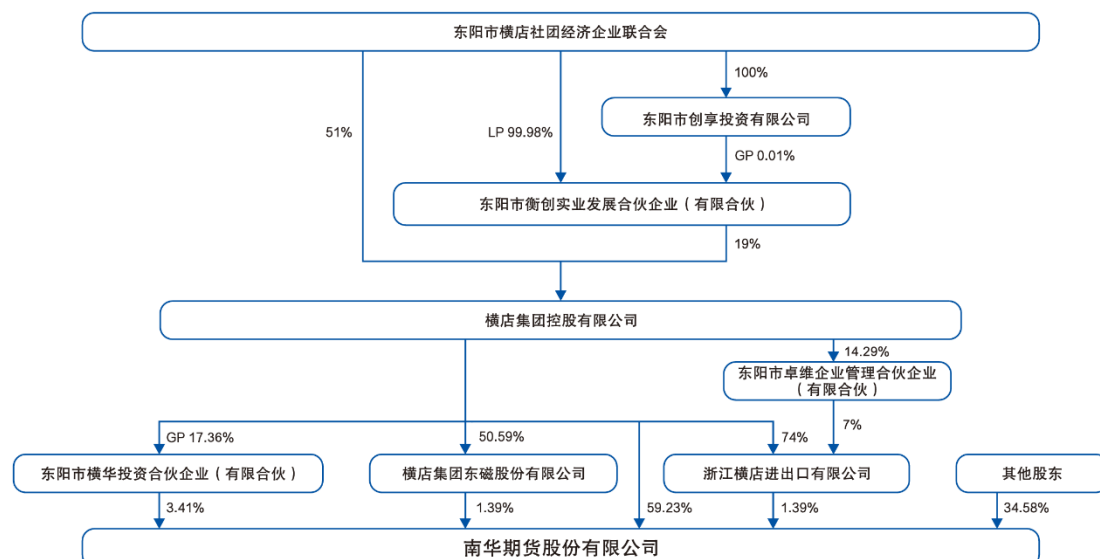 东阳市横店社团经济企业联合会
100%
东阳市创享投资有限公司
51%
LP 99.98%
GP 0.01%
东阳市衡创实业发展合伙企业（有限合伙）
19%
横店集团控股有限公司
14.29%
东阳市卓维企业管理合伙企业
（有限合伙）
GP 17.36%
50.59%
74%
7%
东阳市横华投资合伙企业（有限合伙）
横店集团东磁股份有限公司
浙江横店进出口有限公司
其他股东
3.41%
1.39%
59.23%
1.39%
34.58%
南华期货股份有限公司